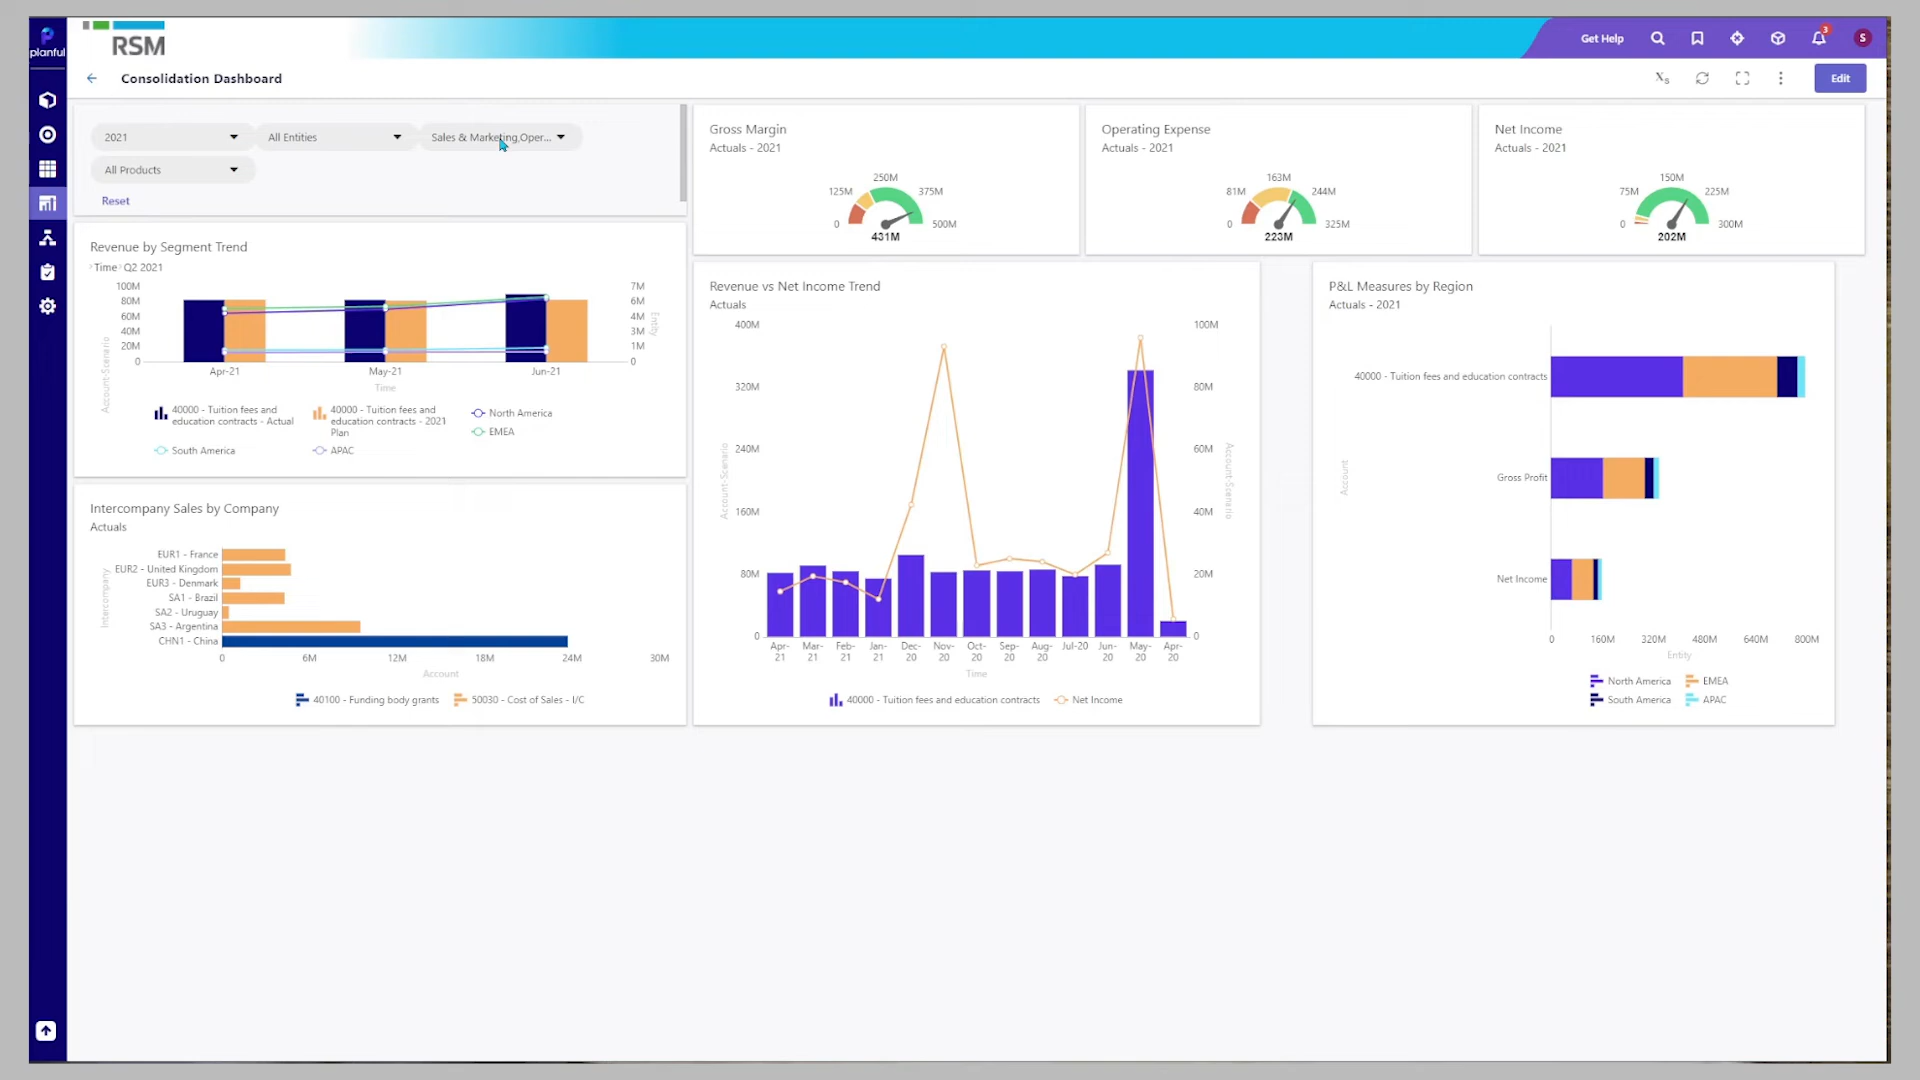 planful
RSM
Get Help
3
S
Consolidation Dashboard
X5
Edit
2021
All Entities
Sales & Marketing,Oper...
All Products
Reset
Gross Margin
Actuals - 2021
0
125M
250M
375M
500M
431M
Operating Expense
Actuals - 2021
0
81M
163M
244M
325M
223M
Net Income
Actuals - 2021
0
75M
150M
225M
300M
202M
Revenue by Segment Trend
Time Q2 2021
100M
80M
60M
40M
20M
0
Account-Scenario
7M
6M
4M
3M
1M
0
Entity
Apr-21
May-21
Jun-21
Time
40000 - Tuition fees and
education contracts - Actual
40000 - Tuition fees and
education contracts - 2021
Plan
North America
EMEA
South America
APAC
Intercompany Sales by Company
Actuals
Intercompany
EUR1 - France
EUR2 - United Kingdom
EUR3 - Denmark
SA1 - Brazil
SA2 - Uruguay
SA3 - Argentina
CHN1 - China
0
6M
12M
18M
24M
30M
Account
40100 - Funding body grants
50030 - Cost of Sales - I/C
Revenue vs Net Income Trend
Actuals
400M
320M
240M
160M
80M
0
Account-Scenario
100M
80M
60M
40M
20M
0
Account-Scenario
Apr-
21
Mar-
21
Feb-
21
Jan-
21
Dec-
20
Nov-
20
Oct-
20
Sep-
20
Aug-
20
Jul-20
Jun-
20
May-
20
Apr-
20
Time
40000 - Tuition fees and education contracts
Net Income
P&L Measures by Region
Actuals - 2021
Account
40000 - Tuition fees and education contracts
Gross Profit
Net Income
0
160M
320M
480M
640M
800M
Entity
North America
EMEA
South America
APAC